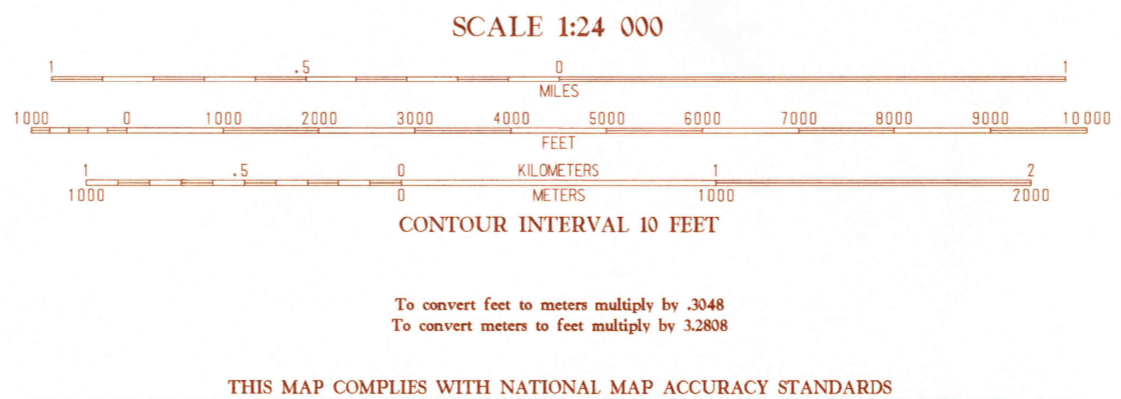 SCALE 1:24 000
1 .5 0 1
MILES
1000 0 1000 2000 3000 4000 5000 6000 7000 8000 9000 10000
FEET
1 .5 0 KILOMETERS 1 2
1000 0 METERS 1000 2000
CONTOUR INTERVAL 10 FEET
To convert feet to meters multiply by .3048
To convert meters to feet multiply by 3.2808
THIS MAP COMPLIES WITH NATIONAL MAP ACCURACY STANDARDS